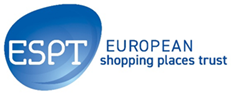 ESPT
EUROPEAN
shopping places trust